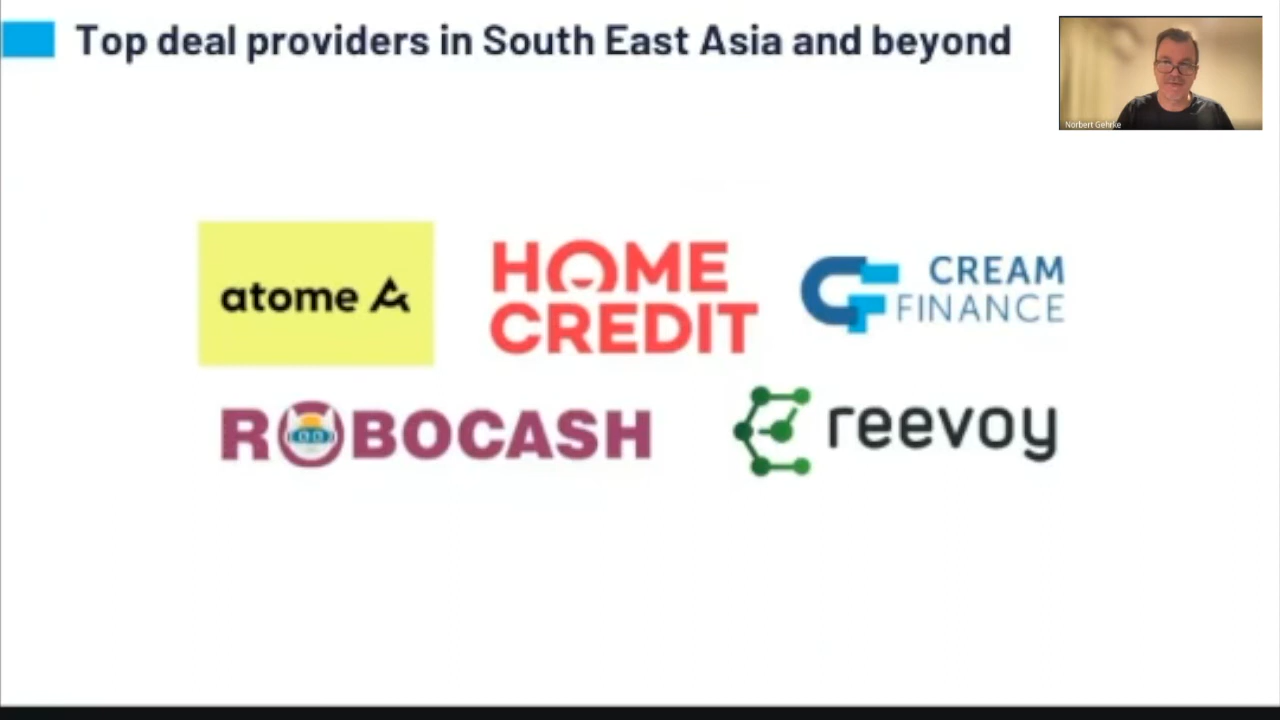 Top deal providers in South East Asia and beyond
Norbert Gehrke
atome A
HOME
CREDIT
CREAM
FINANCE
ROBOCASH
reevoy